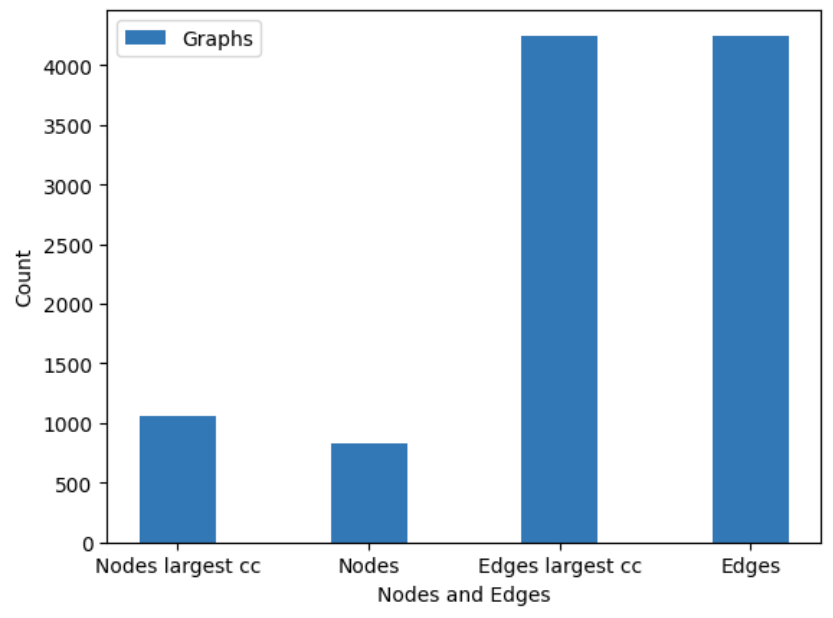 Graphs
4000
3500
3000
2500
2000
1500
1000
500
0
Count
Nodes largest cc
Nodes
Edges largest cc
Edges
Nodes and Edges